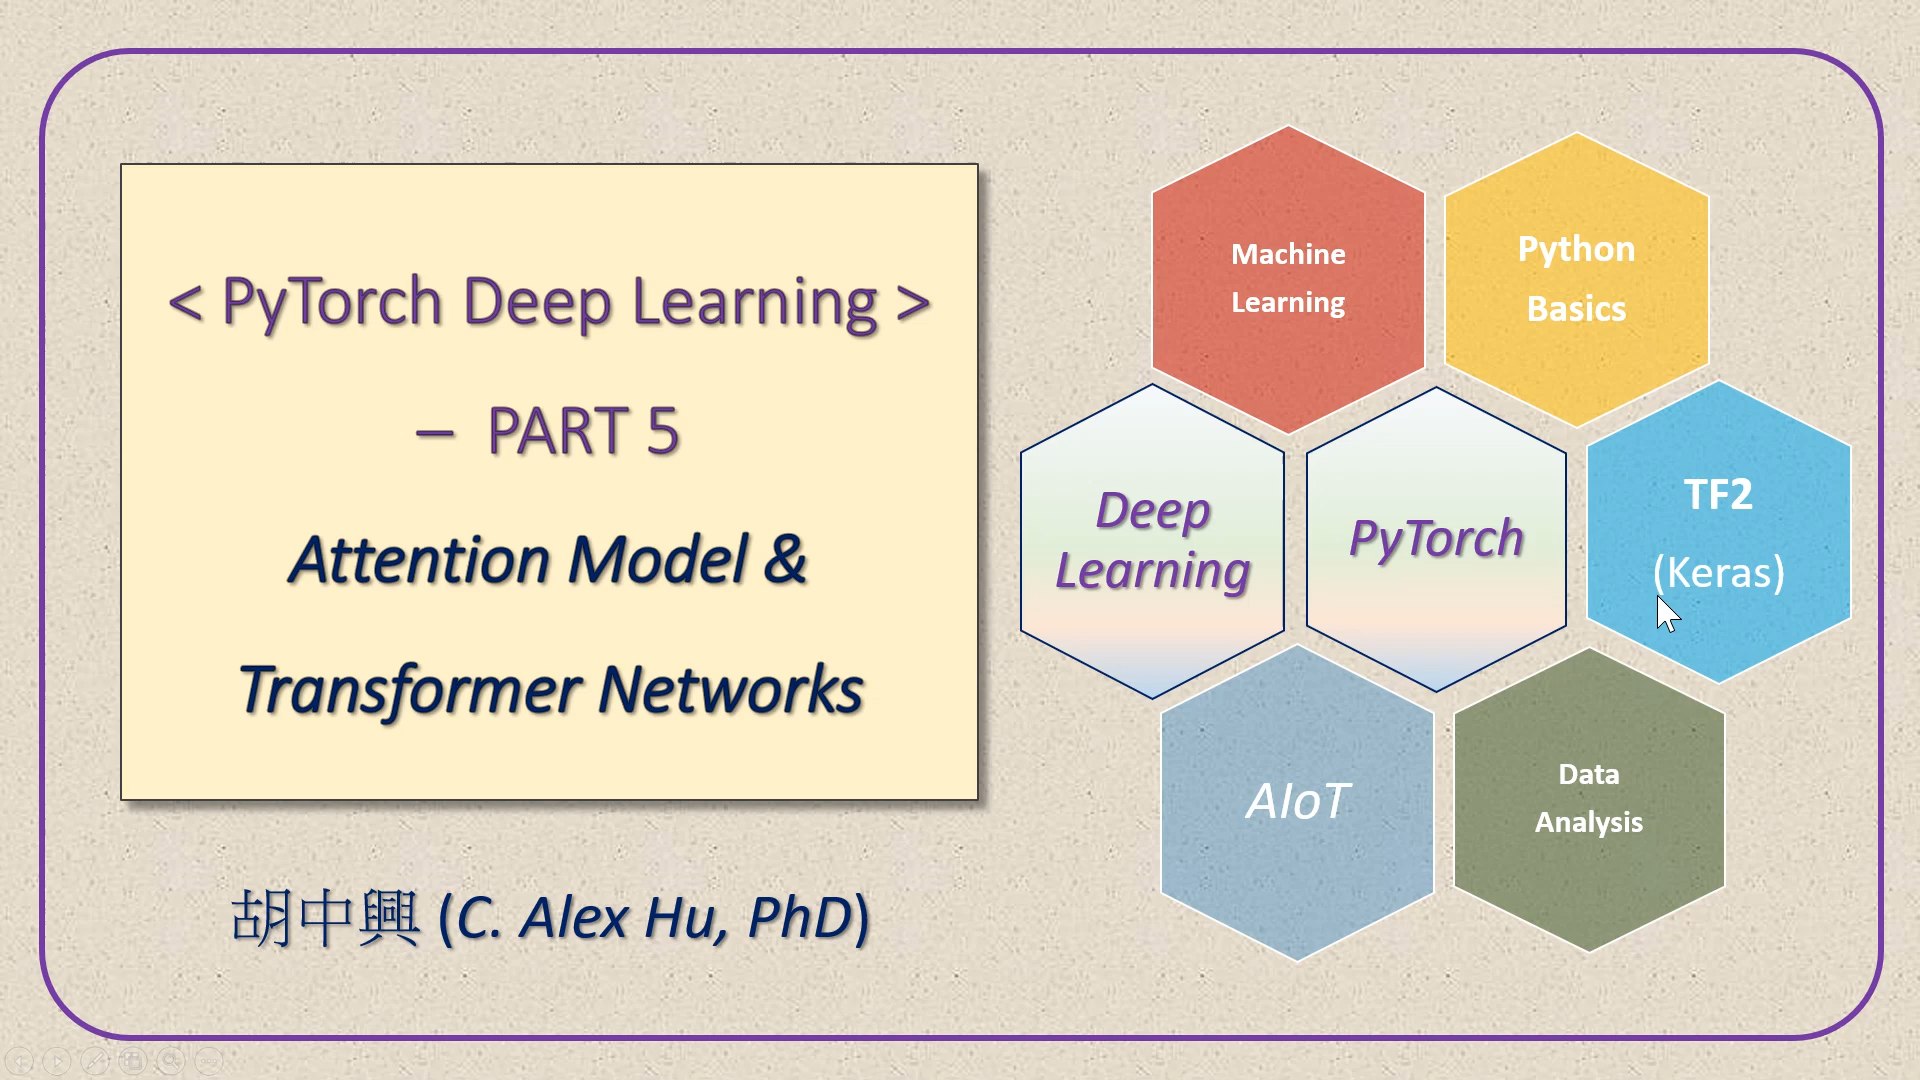 < PyTorch Deep Learning >
– PART 5
Attention Model &
Transformer Networks
胡中興 (C. Alex Hu, PhD)
Machine
Learning
Python
Basics
Deep
Learning
PyTorch
TF2
(Keras)
AIoT
Data
Analysis